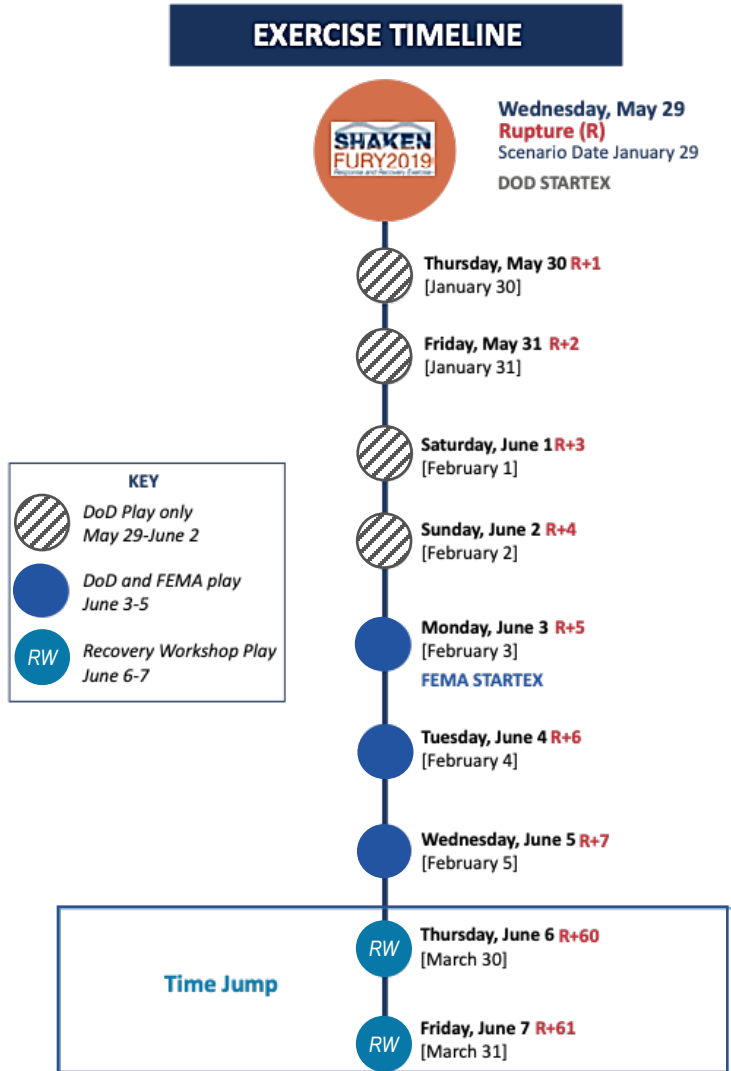 EXERCISE TIMELINE
SHAKEN
FURY2019
Response and Recovery Exercise
Wednesday, May 29
Rupture (R)
Scenario Date January 29
DOD STARTEX
Thursday, May 30 R+1
[January 30]
Friday, May 31 R+2
[January 31]
Saturday, June 1 R+3
[February 1]
Sunday, June 2 R+4
[February 2]
KEY
DoD Play only
May 29-June 2
DoD and FEMA play
June 3-5
RW
Recovery Workshop Play
June 6-7
Monday, June 3 R+5
[February 3]
FEMA STARTEX
Tuesday, June 4 R+6
[February 4]
Wednesday, June 5 R+7
[February 5]
Time Jump
RW
Thursday, June 6 R+60
[March 30]
RW
Friday, June 7 R+61
[March 31]